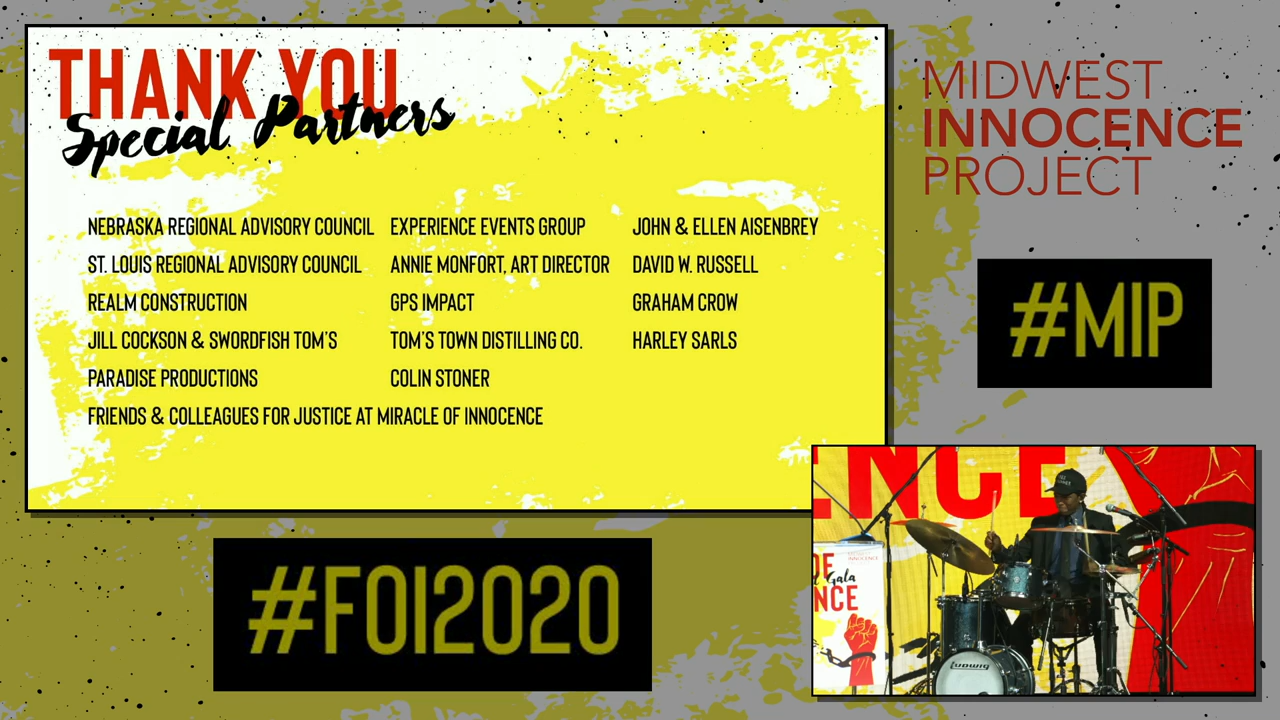 THANK YOU
Special Partners
NEBRASKA REGIONAL ADVISORY COUNCIL
ST. LOUIS REGIONAL ADVISORY COUNCIL
REALM CONSTRUCTION
JILL COCKSON & SWORDFISH TOM'S
PARADISE PRODUCTIONS
FRIENDS & COLLEAGUES FOR JUSTICE AT MIRACLE OF INNOCENCE
EXPERIENCE EVENTS GROUP
ANNIE MONFORT, ART DIRECTOR
GPS IMPACT
TOM'S TOWN DISTILLING CO.
COLIN STONER
JOHN & ELLEN AISENBREY
DAVID W. RUSSELL
GRAHAM CROW
HARLEY SARLS
MIDWEST
INNOCENCE
PROJECT
#MIP
#FOI2020
ENCE
Gala
NCE
Ludwig